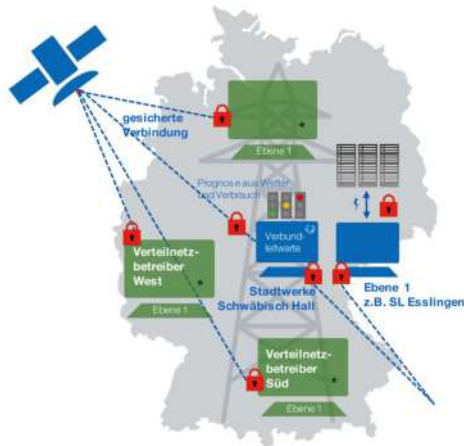 gesicherte
Verbindung
Ebene 1
Prognose aus Wetter
und Verbrauch
Verbund-
leitwarte
Verteilnetz-
betreiber
West
Ebene 1
Stadtwerke
Schwäbisch Hall
Ebene 1
z.B. SL Esslingen
Verteilnetz-
betreiber
Süd
Ebene 1